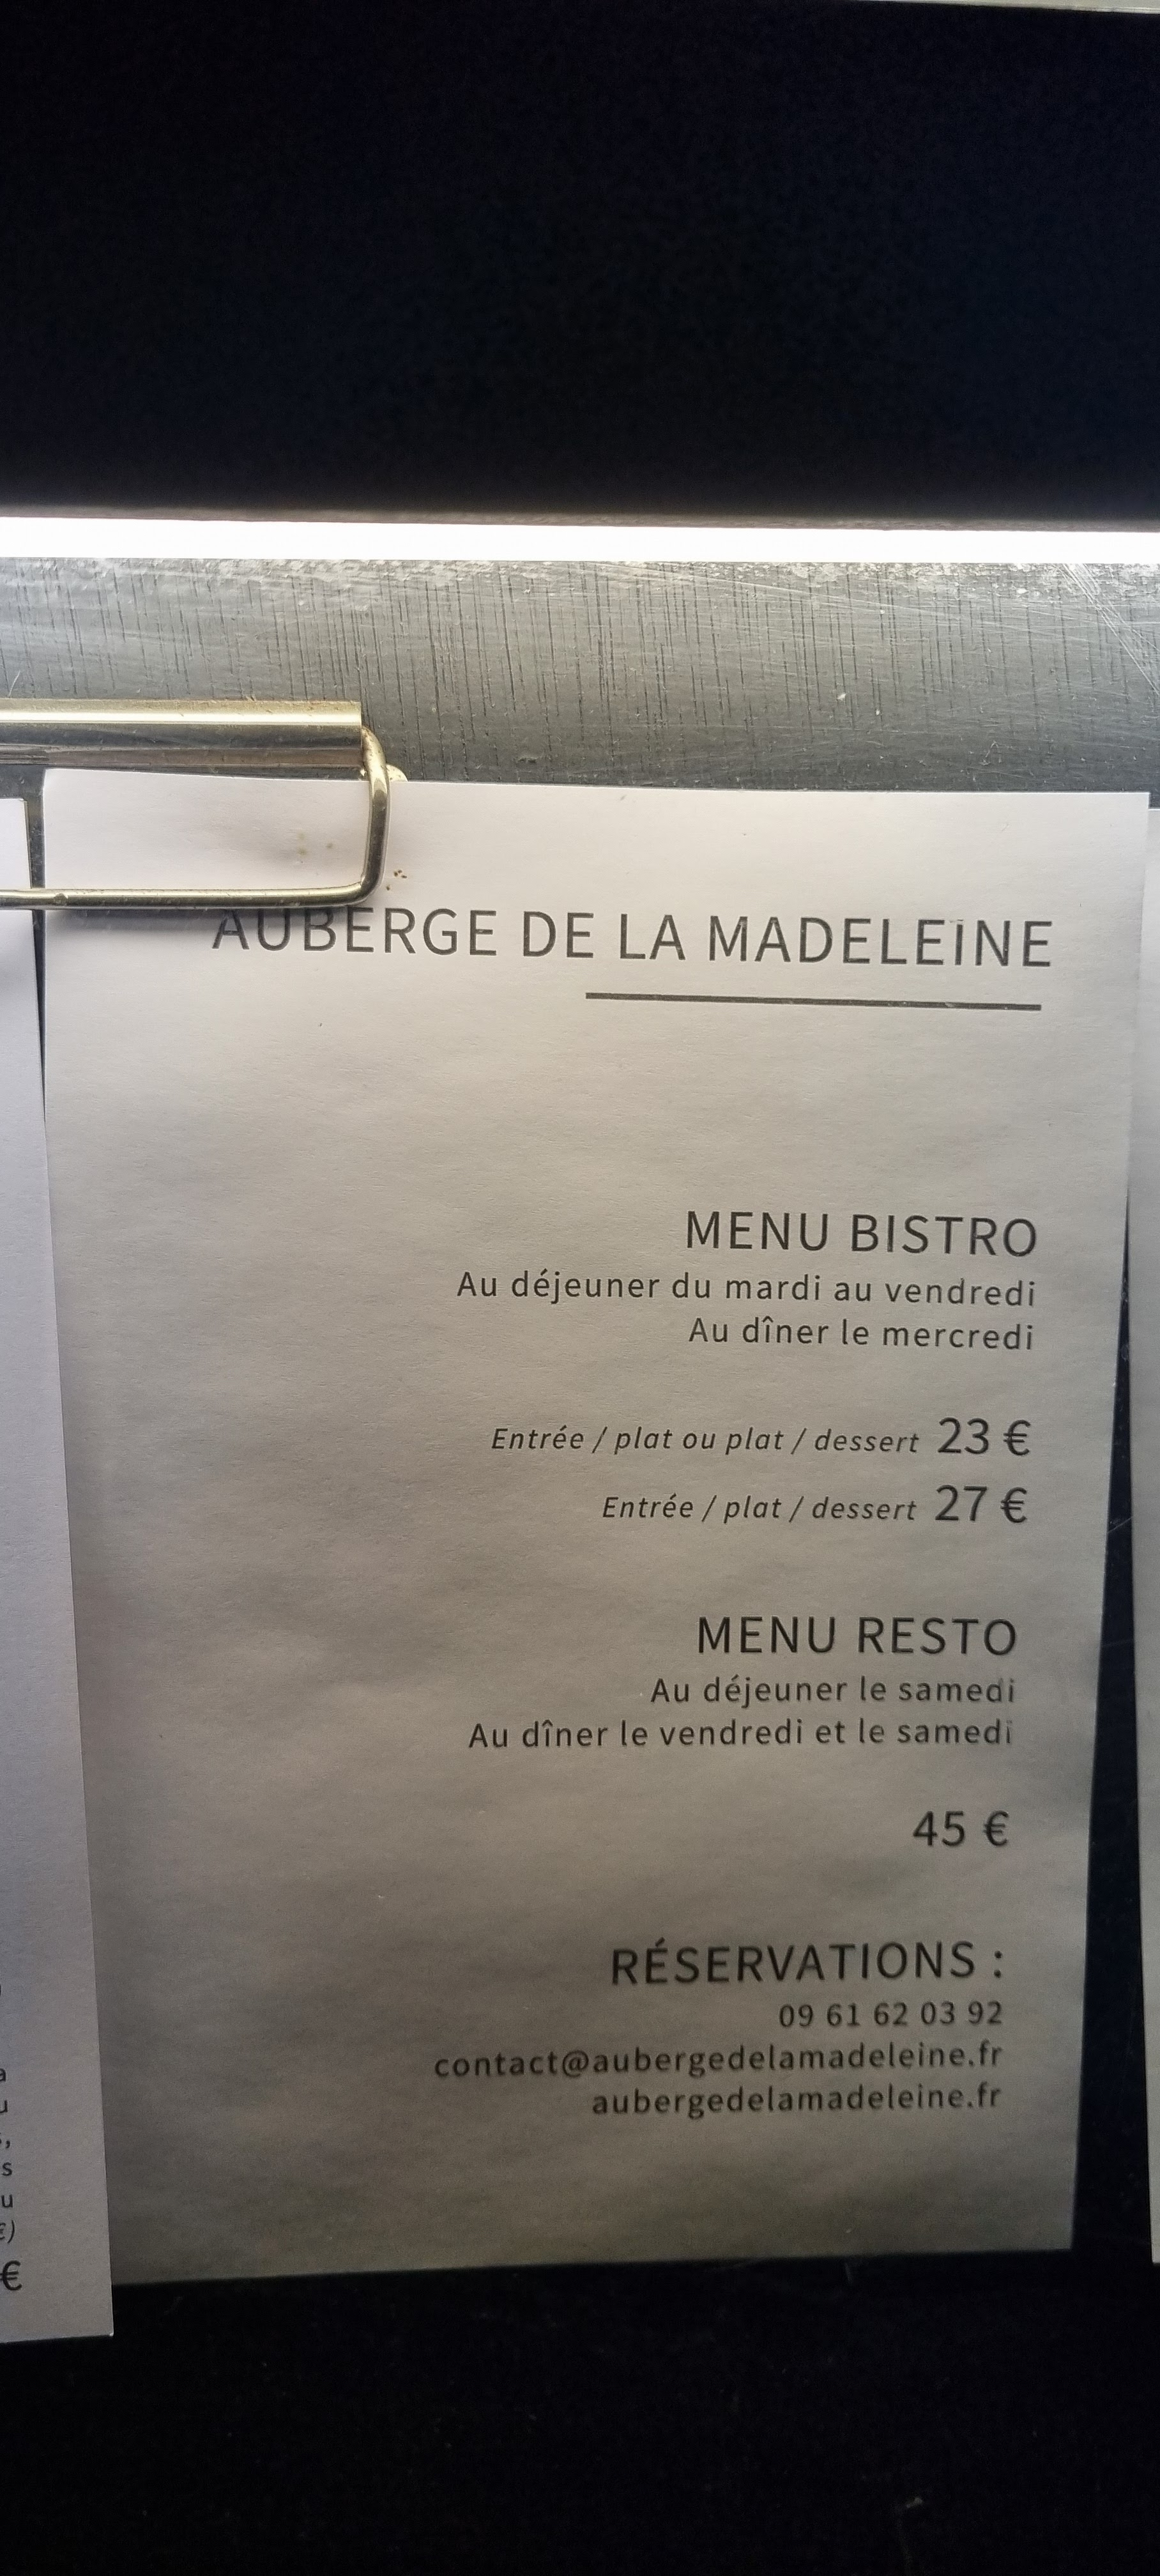 AUBERGE DE LA MADELEINE
MENU BISTRO
Au déjeuner du mardi au vendredi
Au dîner le mercredi
Entrée / plat ou plat / dessert 23 €
Entrée / plat / dessert 27 €
MENU RESTO
Au déjeuner le samedi
Au dîner le vendredi et le samedi
45 €
RÉSERVATIONS :
09 61 62 03 92
contact@aubergedelamadeleine.fr
aubergedelamadeleine.fr